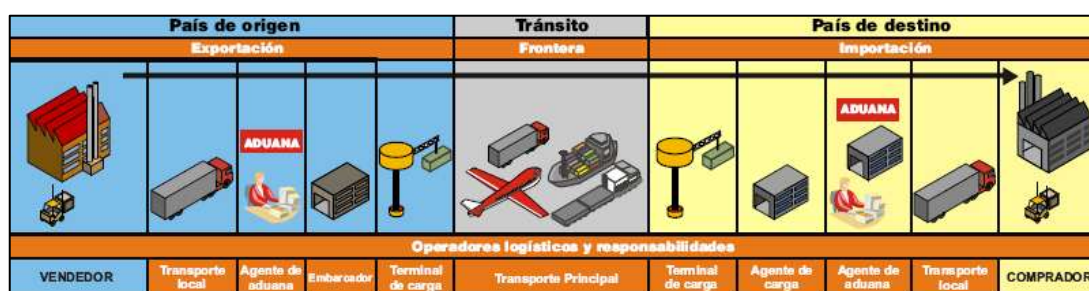 País de origen
Tránsito
País de destino
Exportación
Frontera
Importación
ADUANA
ADUANA
Operadores logísticos y responsabilidades
VENDEDOR
Transporte
local
Agente de
aduana
Embarcador
Terminal
de carga
Transporte Principal
Terminal
de carga
Agente de
carga
Agente de
aduana
Transporte
local
COMPRADOR